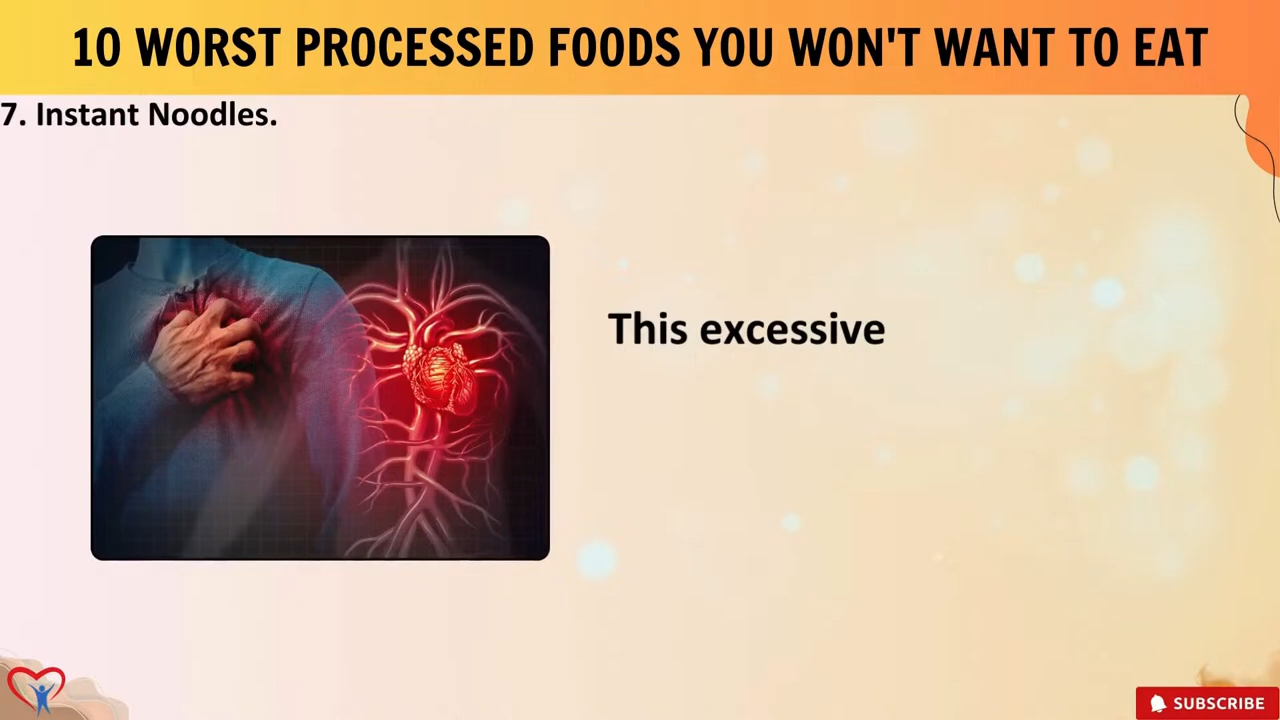 10 WORST PROCESSED FOODS YOU WON'T WANT TO EAT
7. Instant Noodles.
This excessive
SUBSCRIBE